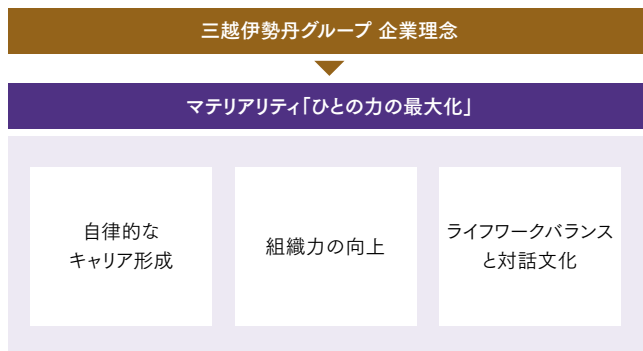 三越伊勢丹グループ 企業理念
マテリアリティ「ひとの力の最大化」
自律的な
キャリア形成
組織力の向上
ライフワークバランス
と対話文化